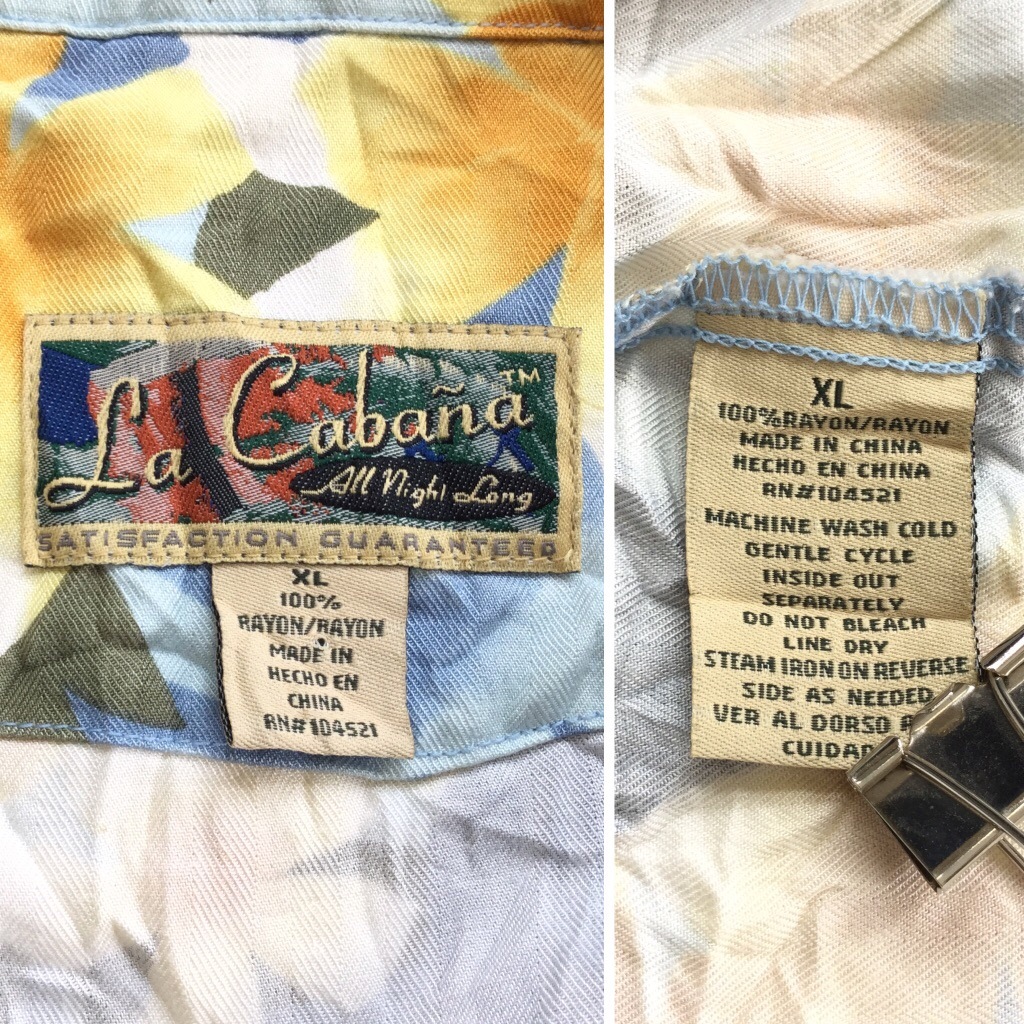 La Cabaña™
All Night Long
SATISFACTION GUARANTEED
XL
100%
RAYON/RAYON
MADE IN
HECHO EN
CHINA
RN#104521
XL
100%RAYON/RAYON
MADE IN CHINA
HECHO EN CHINA
RN#104521
MACHINE WASH COLD
GENTLE CYCLE
INSIDE OUT
SEPARATELY
DO NOT BLEACH
LINE DRY
STEAM IRON ON REVERSE
SIDE AS NEEDED
VER AL DORSO